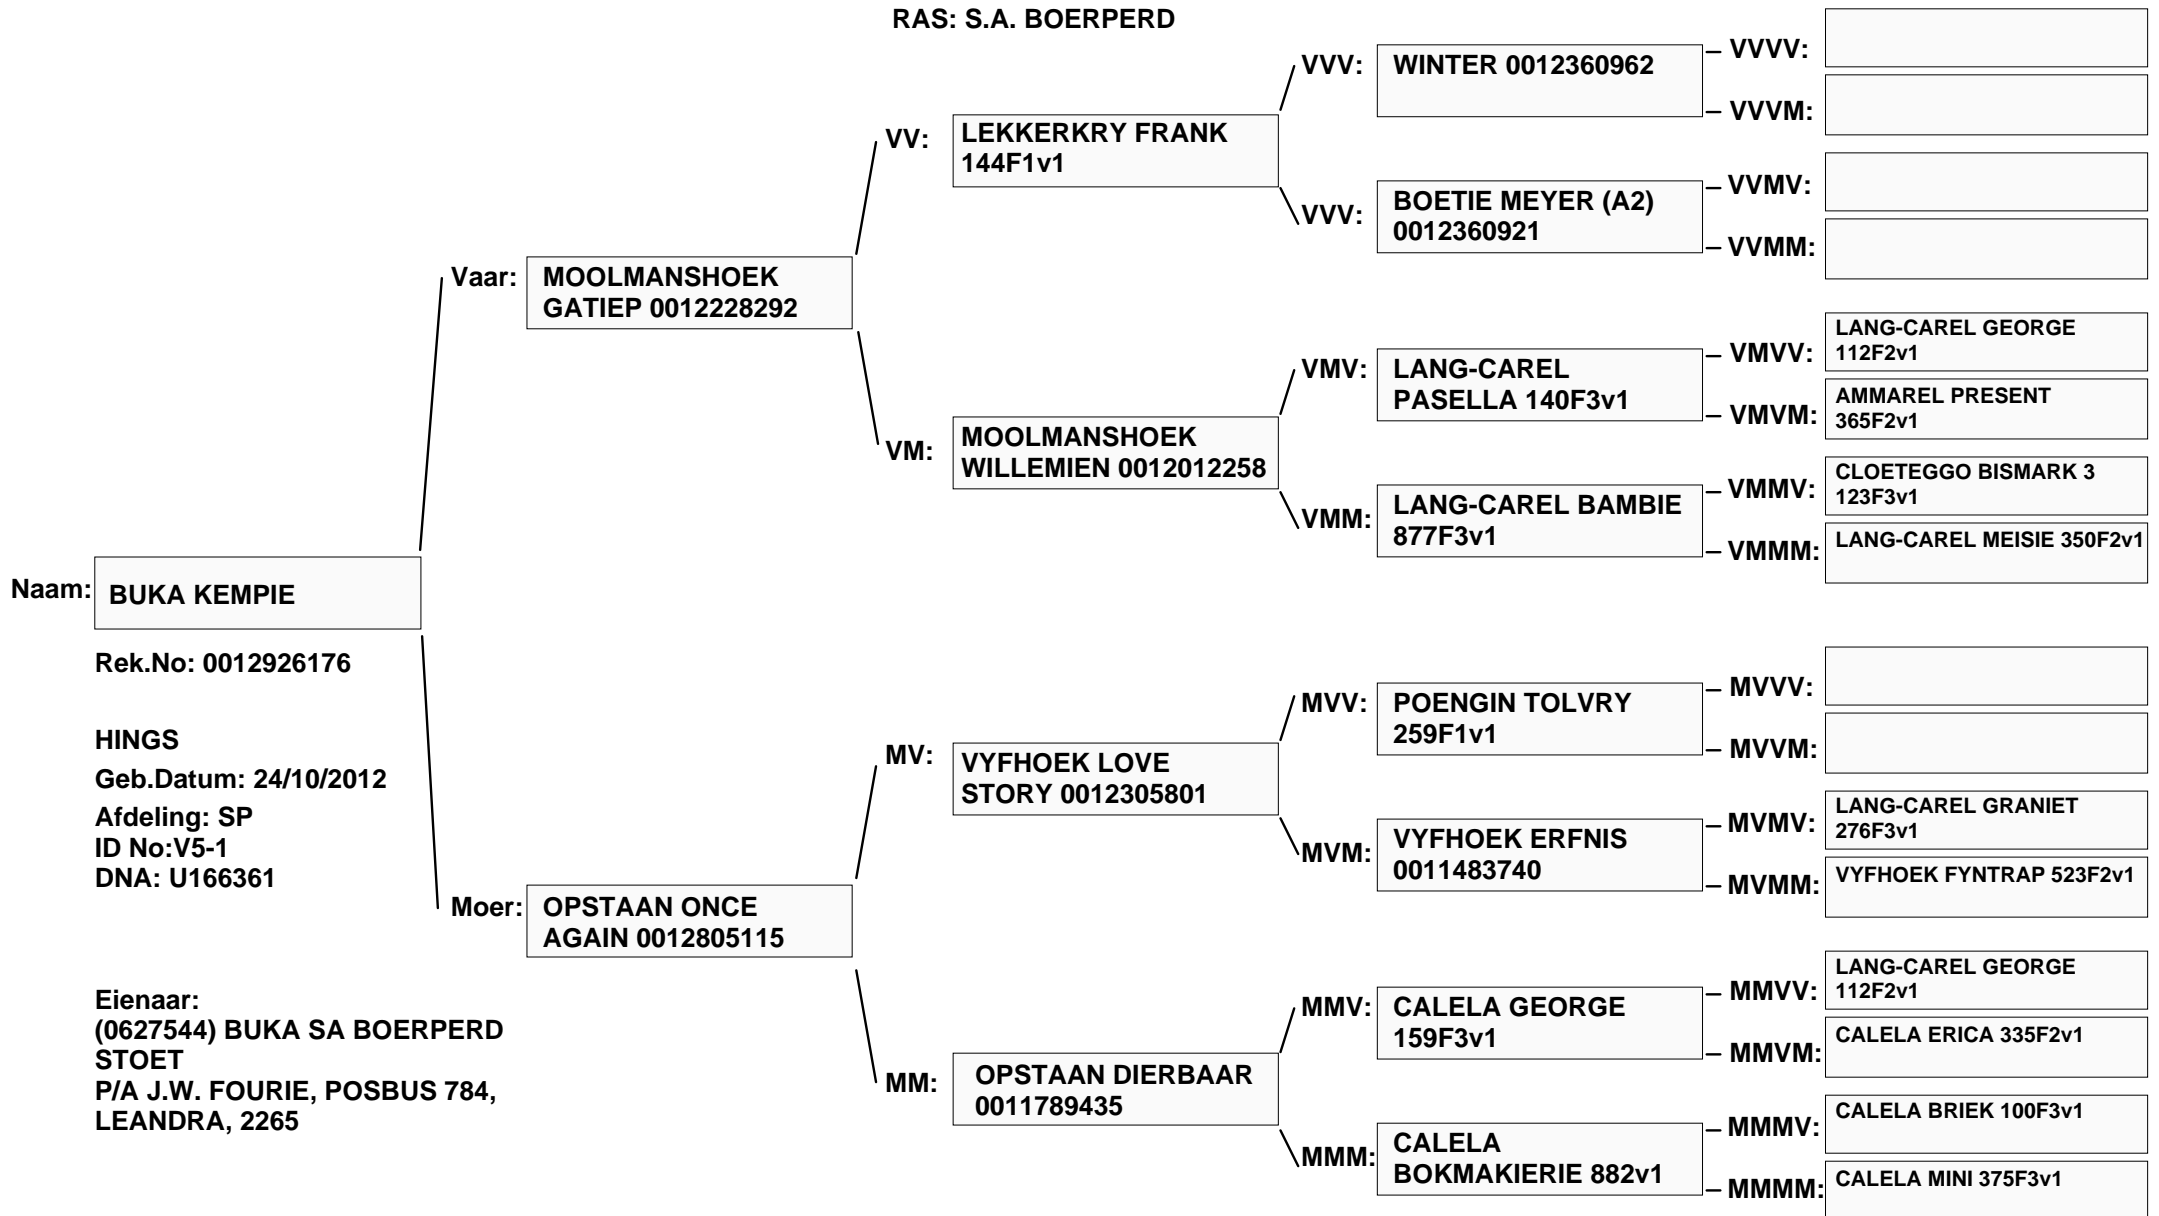 RAS: S.A. BOERPERD
Naam:
BUKA KEMPIE
Rek.No: 0012926176
HINGS
Geb.Datum: 24/10/2012
Afdeling: SP
ID No:V5-1
DNA: U166361
Eienaar:
(0627544) BUKA SA BOERPERD
STOET
P/A J.W. FOURIE, POSBUS 784,
LEANDRA, 2265
Vaar:
MOOLMANSHOEK
GATIEP 0012228292
Moer:
OPSTAAN ONCE
AGAIN 0012805115
VV:
LEKKERKRY FRANK
144F1v1
VM:
MOOLMANSHOEK
WILLEMIEN 0012012258
MV:
VYFHOEK LOVE
STORY 0012305801
MM:
OPSTAAN DIERBAAR
0011789435
VVV:
WINTER 0012360962
VVV:
BOETIE MEYER (A2)
0012360921
VMV:
LANG-CAREL
PASELLA 140F3v1
VMM:
LANG-CAREL BAMBIE
877F3v1
MVV:
POENGIN TOLVRY
259F1v1
MVM:
VYFHOEK ERFNIS
0011483740
MMV:
CALELA GEORGE
159F3v1
MMM:
CALELA
BOKMAKIERIE 882v1
VVVV:
VVVM:
VVMV:
VVMM:
VMVV:
LANG-CAREL GEORGE
112F2v1
VMVM:
AMMAREL PRESENT
365F2v1
VMMV:
CLOETEGGO BISMARK 3
123F3v1
VMMM:
LANG-CAREL MEISIE 350F2v1
MVVV:
MVVM:
MVMV:
LANG-CAREL GRANIET
276F3v1
MVMM:
VYFHOEK FYNTRAP 523F2v1
MMVV:
LANG-CAREL GEORGE
112F2v1
MMVM:
CALELA ERICA 335F2v1
MMMV:
CALELA BRIEK 100F3v1
MMMM:
CALELA MINI 375F3v1